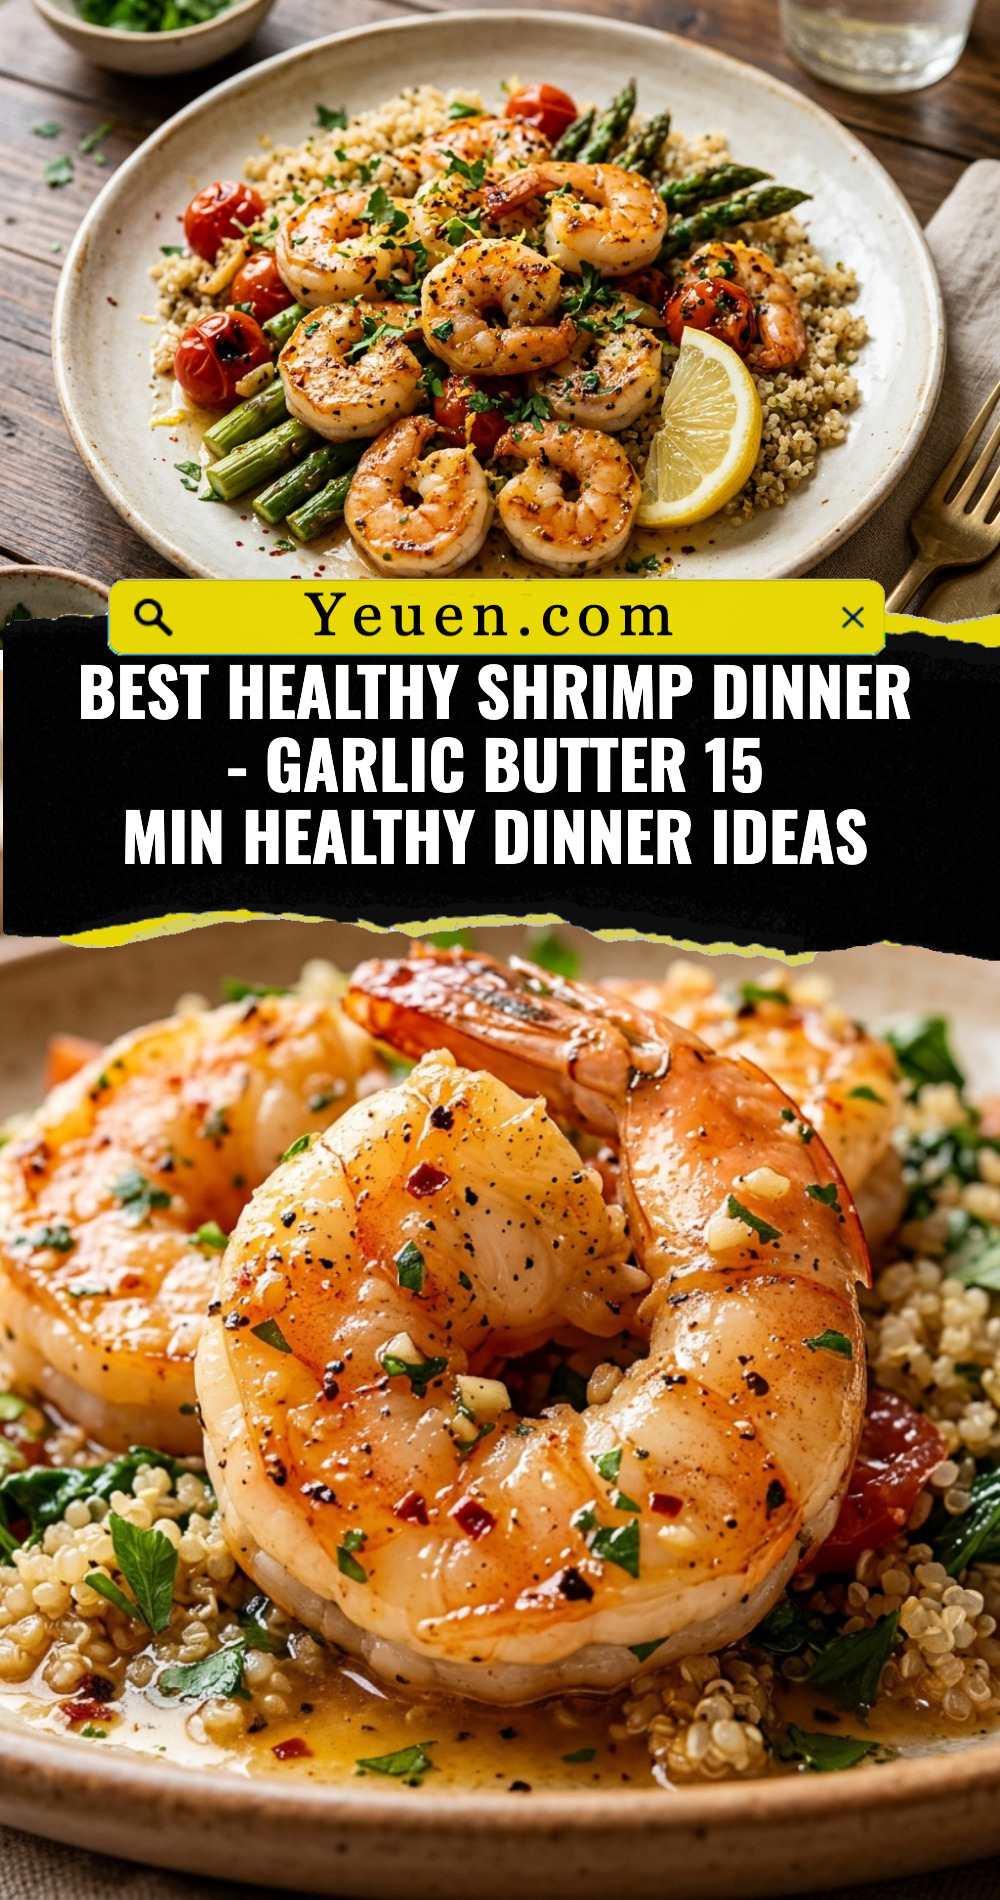 Yeuen.com
BEST HEALTHY SHRIMP DINNER
- GARLIC BUTTER 15
MIN HEALTHY DINNER IDEAS